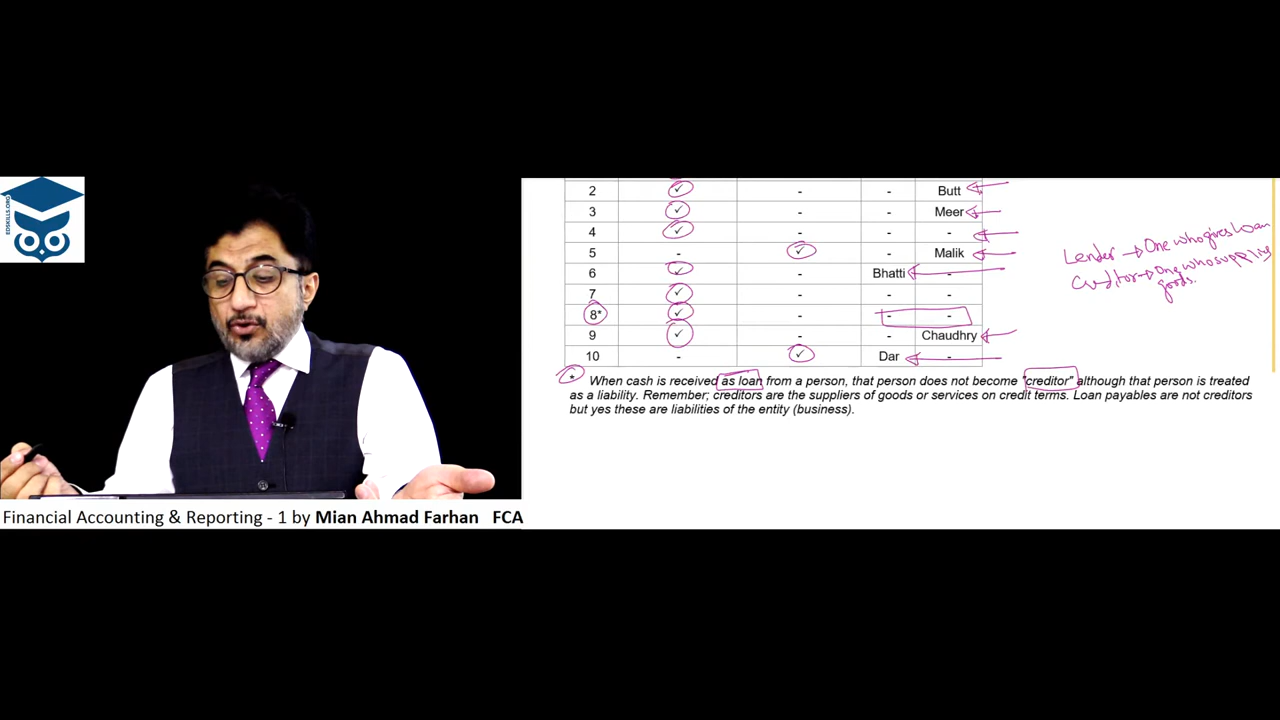 EDSKILLS.ORG
2 ✓ - - Butt
3 ✓ - - Meer
4 ✓ - - -
5 - ✓ - Malik
6 ✓ - Bhatti -
7 ✓ - - -
8* ✓ - - -
9 ✓ - - Chaudhry
10 - ✓ Dar -
Lender → One who gives loan
Creditor → One who supplies
goods.
* When cash is received as loan from a person, that person does not become "creditor" although that person is treated
as a liability. Remember; creditors are the suppliers of goods or services on credit terms. Loan payables are not creditors
but yes these are liabilities of the entity (business).
Financial Accounting & Reporting - 1 by Mian Ahmad Farhan FCA